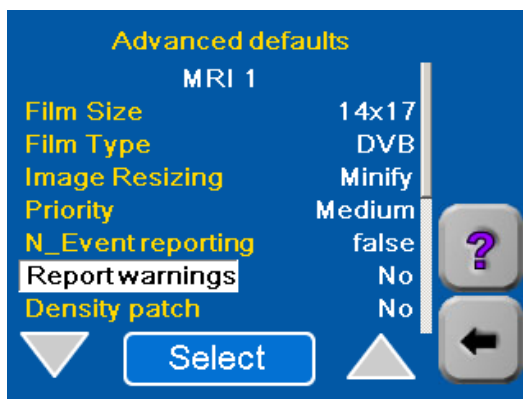 Advanced defaults
MRI 1
Film Size 14x17
Film Type DVB
Image Resizing Minify
Priority Medium
N_Event reporting false
Report warnings No
Density patch No
?
Select